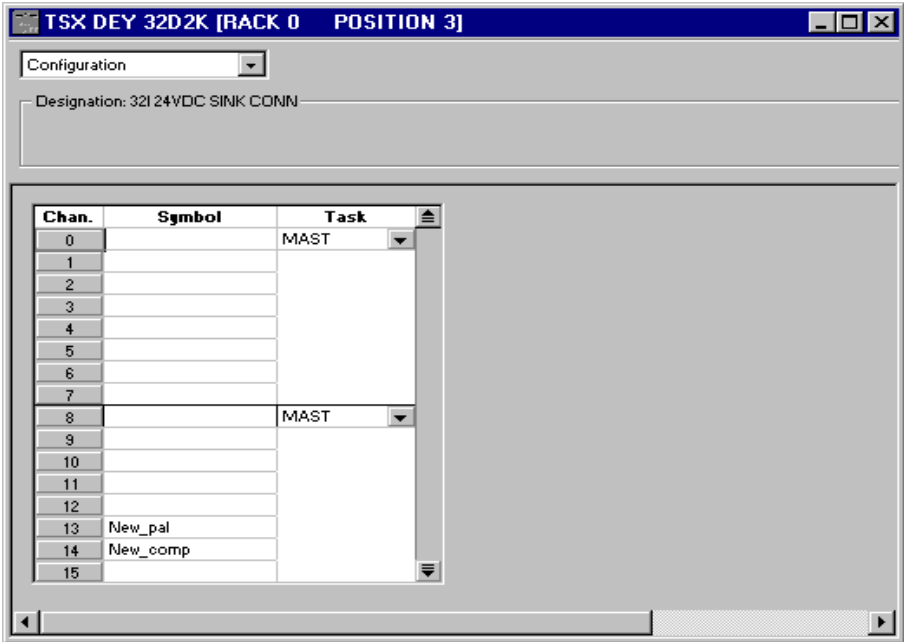 TSX DEY 32D2K [RACK 0 POSITION 3]
Configuration
Designation: 32I 24VDC SINK CONN
Chan. Symbol Task
0 MAST
1
2
3
4
5
6
7
8 MAST
9
10
11
12
13 New_pal
14 New_comp
15